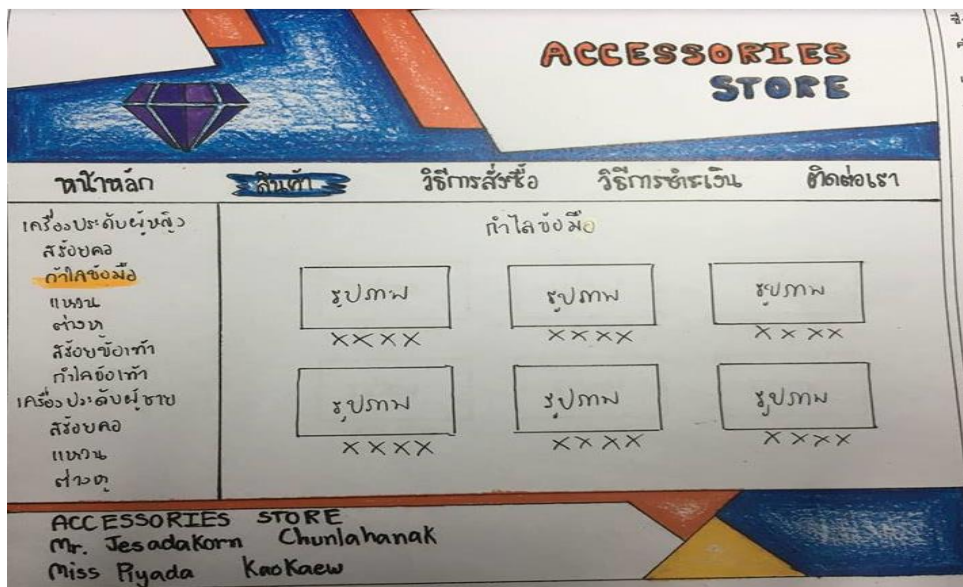 ACCESSORIES
STORE
หน้าหลัก สินค้า วิธีการสั่งซื้อ วิธีการชำระเงิน ติดต่อเรา
เครื่องประดับผู้หญิง
สร้อยคอ
กำไลข้อมือ
แหวน
ต่างหู
สร้อยข้อเท้า
กำไลข้อเท้า
เครื่องประดับผู้ชาย
สร้อยคอ
แหวน
ต่างหู
กำไลข้อมือ
รูปภาพ รูปภาพ รูปภาพ
XXXX XXXX XXXX
รูปภาพ รูปภาพ รูปภาพ
XXXX XXXX XXXX
ACCESSORIES STORE
Mr. Jesadakorn Chunlahanak
Miss Piyada Kaokaew